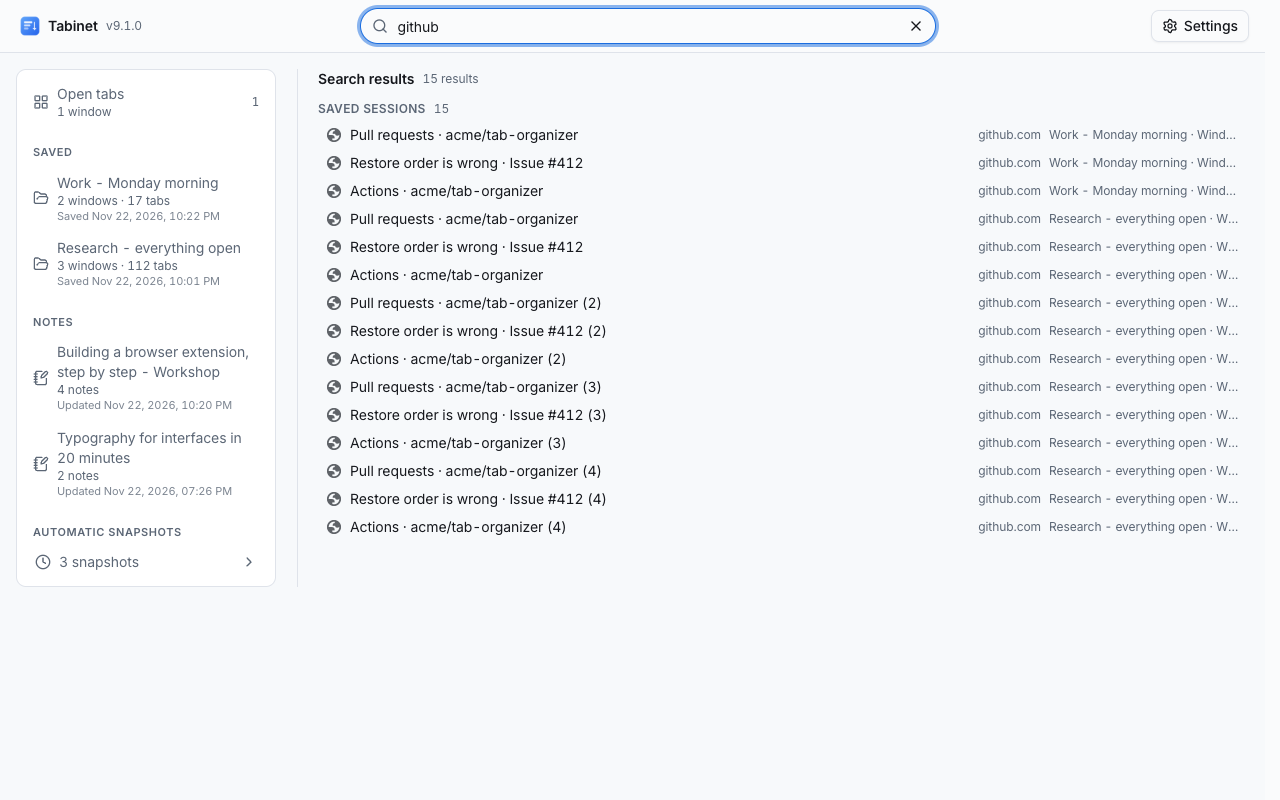 Tabinet v9.1.0
github
Settings
Open tabs
1 window
1
SAVED
Work - Monday morning
2 windows · 17 tabs
Saved Nov 22, 2026, 10:22 PM
Research - everything open
3 windows · 112 tabs
Saved Nov 22, 2026, 10:01 PM
NOTES
Building a browser extension,
step by step - Workshop
4 notes
Updated Nov 22, 2026, 10:20 PM
Typography for interfaces in
20 minutes
2 notes
Updated Nov 22, 2026, 07:26 PM
AUTOMATIC SNAPSHOTS
3 snapshots
Search results 15 results
SAVED SESSIONS 15
Pull requests · acme/tab-organizer github.com Work - Monday morning · Wind...
Restore order is wrong · Issue #412 github.com Work - Monday morning · Wind...
Actions · acme/tab-organizer github.com Work - Monday morning · Wind...
Pull requests · acme/tab-organizer github.com Research - everything open · W...
Restore order is wrong · Issue #412 github.com Research - everything open · W...
Actions · acme/tab-organizer github.com Research - everything open · W...
Pull requests · acme/tab-organizer (2) github.com Research - everything open · W...
Restore order is wrong · Issue #412 (2) github.com Research - everything open · W...
Actions · acme/tab-organizer (2) github.com Research - everything open · W...
Pull requests · acme/tab-organizer (3) github.com Research - everything open · W...
Restore order is wrong · Issue #412 (3) github.com Research - everything open · W...
Actions · acme/tab-organizer (3) github.com Research - everything open · W...
Pull requests · acme/tab-organizer (4) github.com Research - everything open · W...
Restore order is wrong · Issue #412 (4) github.com Research - everything open · W...
Actions · acme/tab-organizer (4) github.com Research - everything open · W...